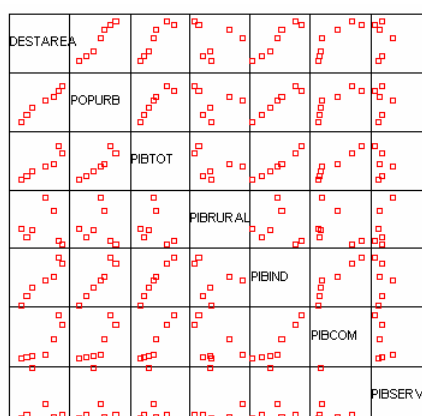 DESTAREA
POPURB
PIBTOT
PIBRURAL
PIBIND
PIBCOM
PIBSERV